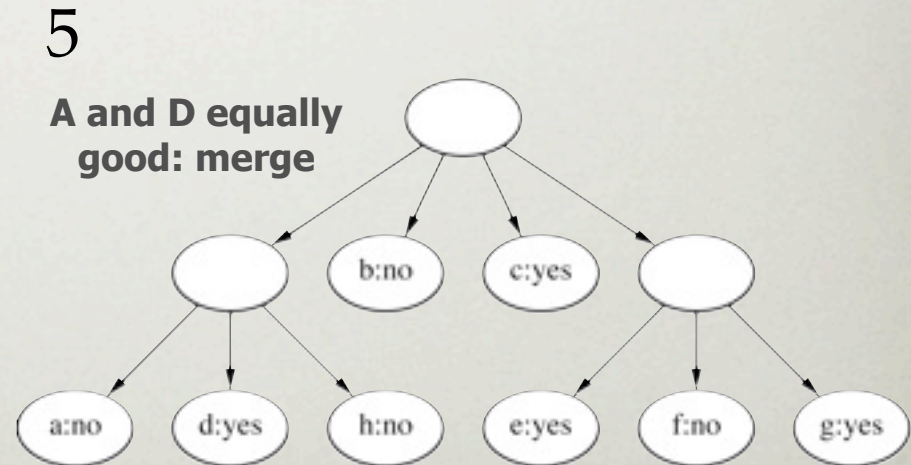 5
A and D equally
good: merge
b:no
c:yes
a:no
d:yes
h:no
e:yes
f:no
g:yes